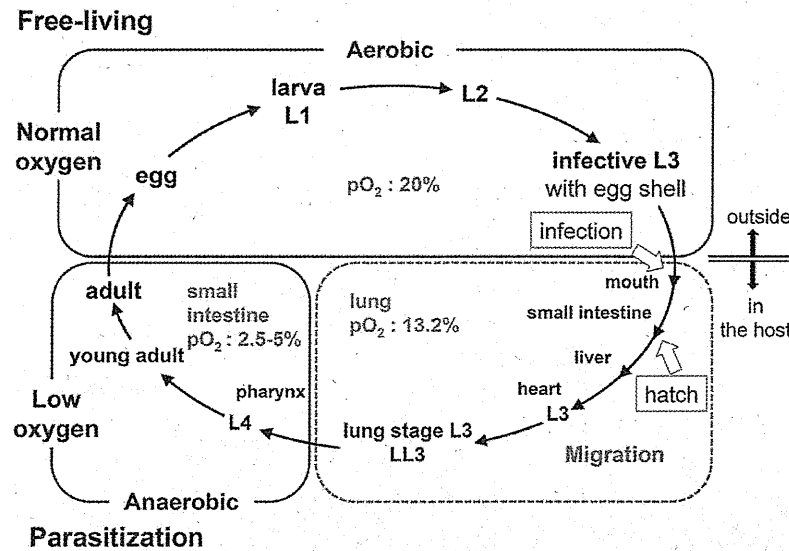 Free-living
Aerobic
larva
L1
L2
Normal
oxygen
egg
infective L3
with egg shell
pO₂ : 20%
infection
outside
adult
small
intestine
pO₂ : 2.5-5%
lung
pO₂ : 13.2%
mouth
small intestine
in
the host
young adult
liver
hatch
pharynx
heart
Low
oxygen
L4
lung stage L3
LL3
L3
Migration
Anaerobic
Parasitization